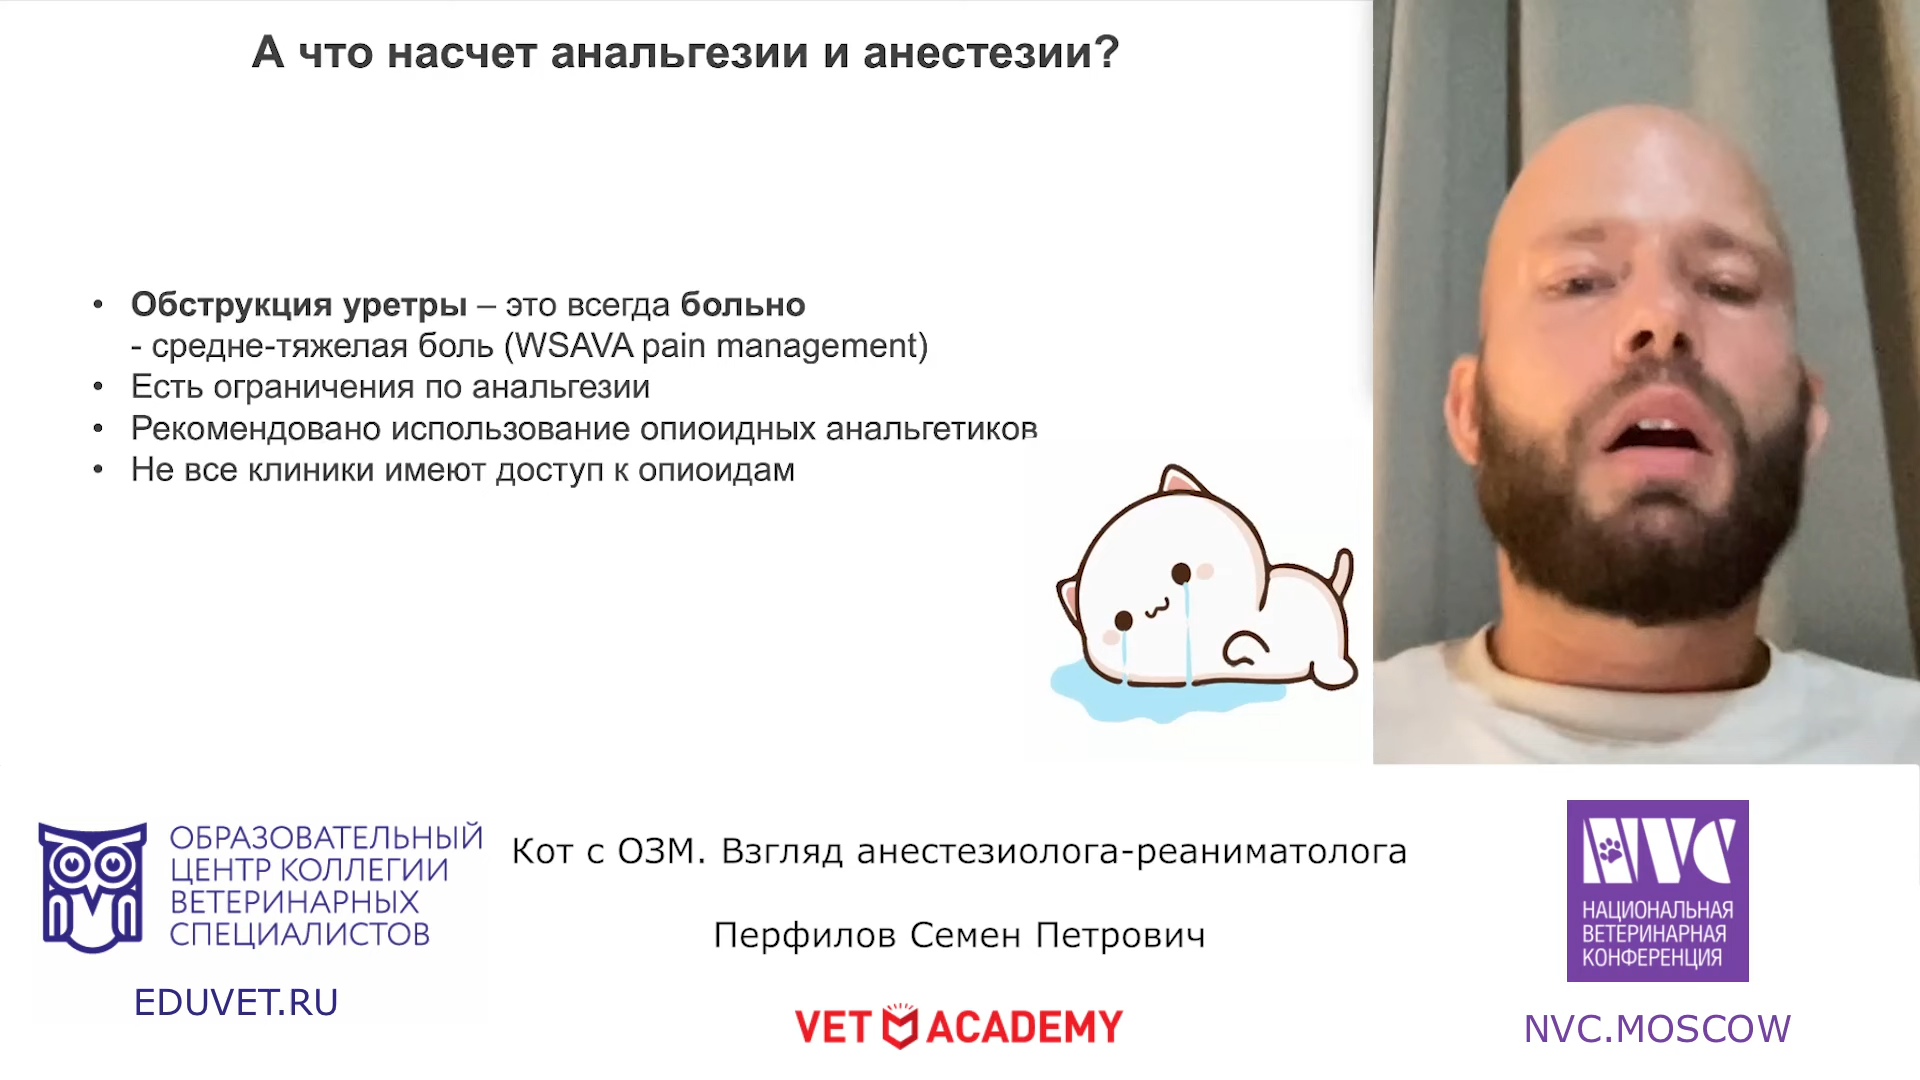 А что насчет анальгезии и анестезии?
• Обструкция уретры – это всегда больно
- средне-тяжелая боль (WSAVA pain management)
• Есть ограничения по анальгезии
• Рекомендовано использование опиоидных анальгетиков
• Не все клиники имеют доступ к опиоидам
ОБРАЗОВАТЕЛЬНЫЙ
ЦЕНТР КОЛЛЕГИИ
ВЕТЕРИНАРНЫХ
СПЕЦИАЛИСТОВ
EDUVET.RU
Кот с ОЗМ. Взгляд анестезиолога-реаниматолога
Перфилов Семен Петрович
VET ACADEMY
NVC
НАЦИОНАЛЬНАЯ
ВЕТЕРИНАРНАЯ
КОНФЕРЕНЦИЯ
NVC.MOSCOW